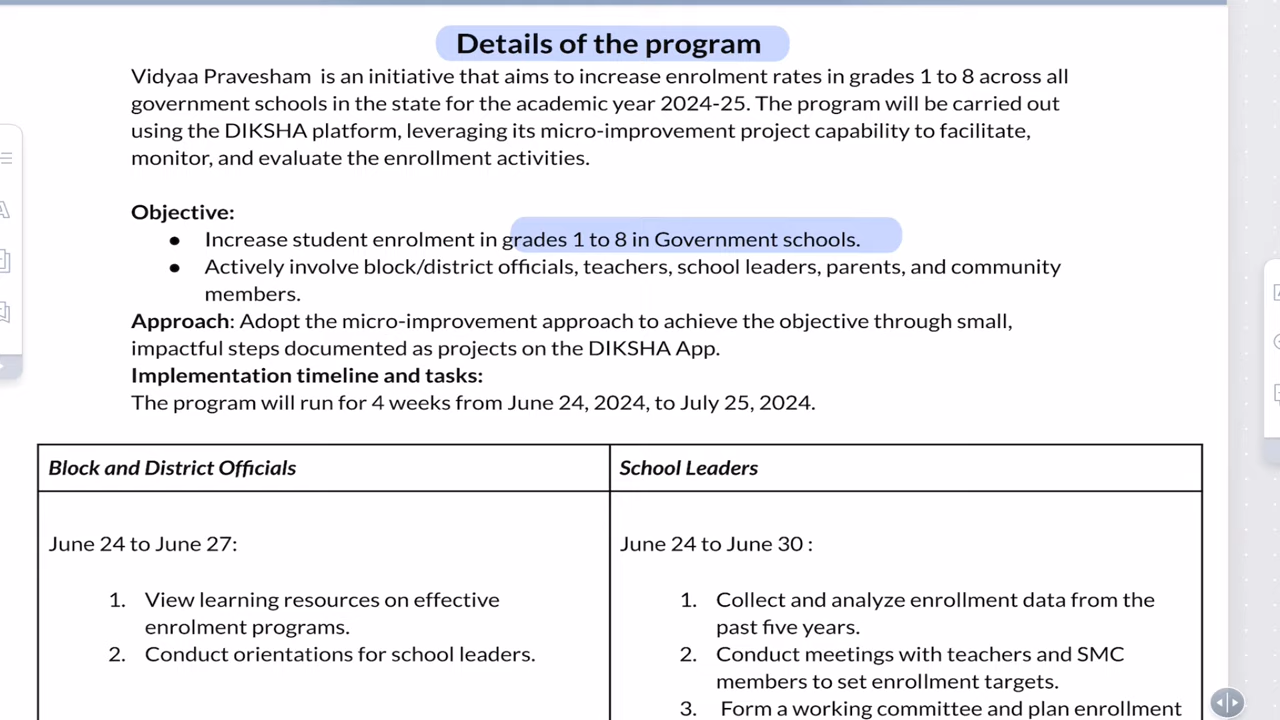 Details of the program
Vidyaa Pravesham is an initiative that aims to increase enrolment rates in grades 1 to 8 across all
government schools in the state for the academic year 2024-25. The program will be carried out
using the DIKSHA platform, leveraging its micro-improvement project capability to facilitate,
monitor, and evaluate the enrollment activities.
Objective:
● Increase student enrolment in grades 1 to 8 in Government schools.
● Actively involve block/district officials, teachers, school leaders, parents, and community
members.
Approach: Adopt the micro-improvement approach to achieve the objective through small,
impactful steps documented as projects on the DIKSHA App.
Implementation timeline and tasks:
The program will run for 4 weeks from June 24, 2024, to July 25, 2024.
Block and District Officials
June 24 to June 27:
1. View learning resources on effective
enrolment programs.
2. Conduct orientations for school leaders.
School Leaders
June 24 to June 30 :
1. Collect and analyze enrollment data from the
past five years.
2. Conduct meetings with teachers and SMC
members to set enrollment targets.
3. Form a working committee and plan enrollment